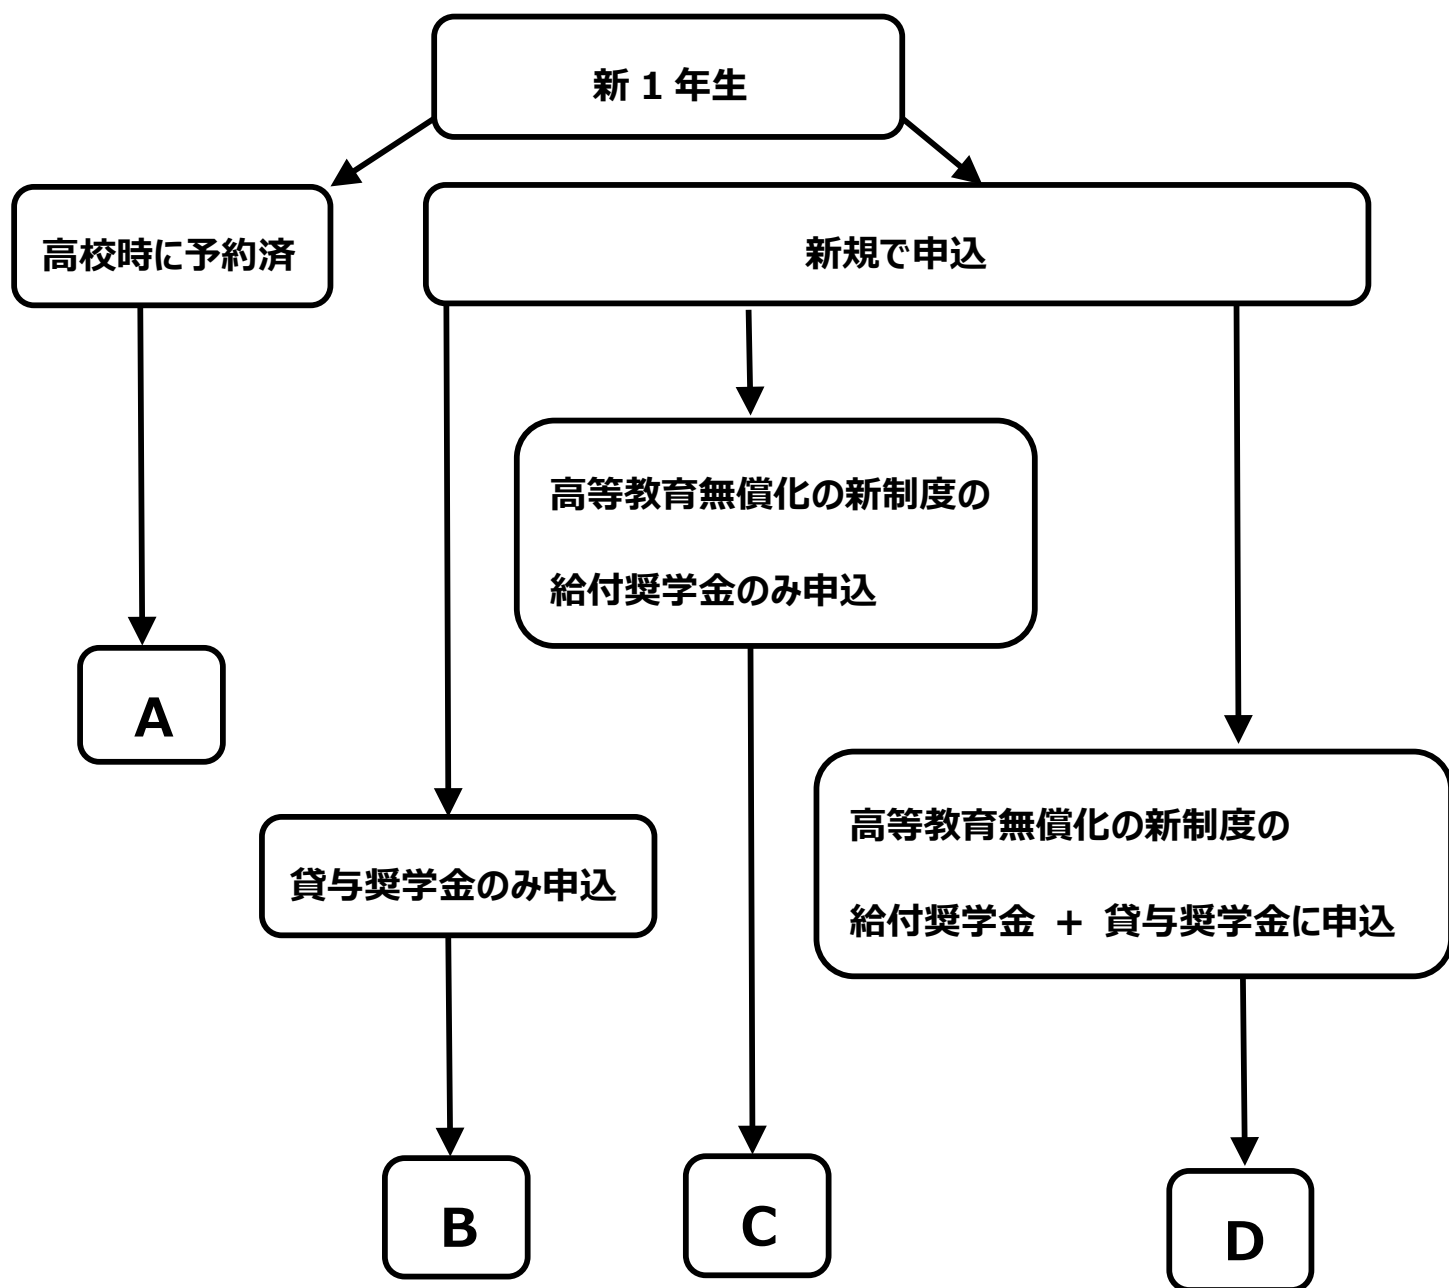 新 1 年生
高校時に予約済
新規で申込
高等教育無償化の新制度の
給付奨学金のみ申込
A
高等教育無償化の新制度の
給付奨学金 + 貸与奨学金に申込
貸与奨学金のみ申込
B
C
D